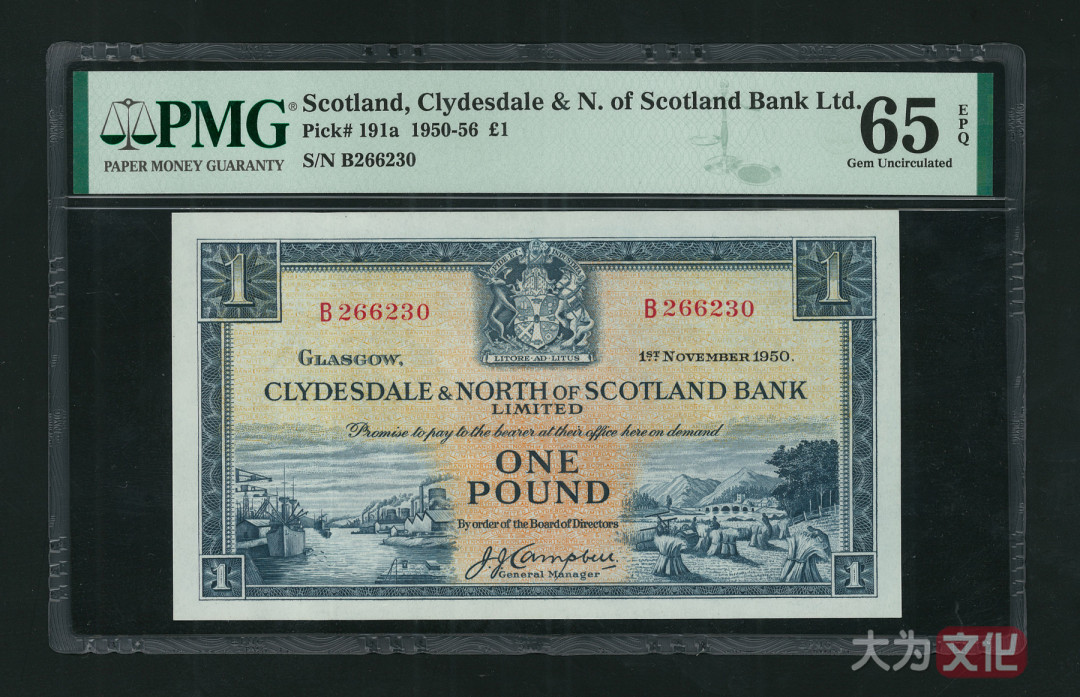 PMG®
PAPER MONEY GUARANTY
Scotland, Clydesdale & N. of Scotland Bank Ltd.
Pick# 191a 1950-56 £1
S/N B266230
65
EPQ
Gem Uncirculated
1
1
B 266230
B 266230
LITORE·AD·LITUS
GLASGOW,
1ST NOVEMBER 1950.
CLYDESDALE & NORTH OF SCOTLAND BANK
LIMITED
Promise to pay to the bearer at their office here on demand
ONE
POUND
By order of the Board of Directors
J.J. Campbell.
General Manager
1
1
大为文化